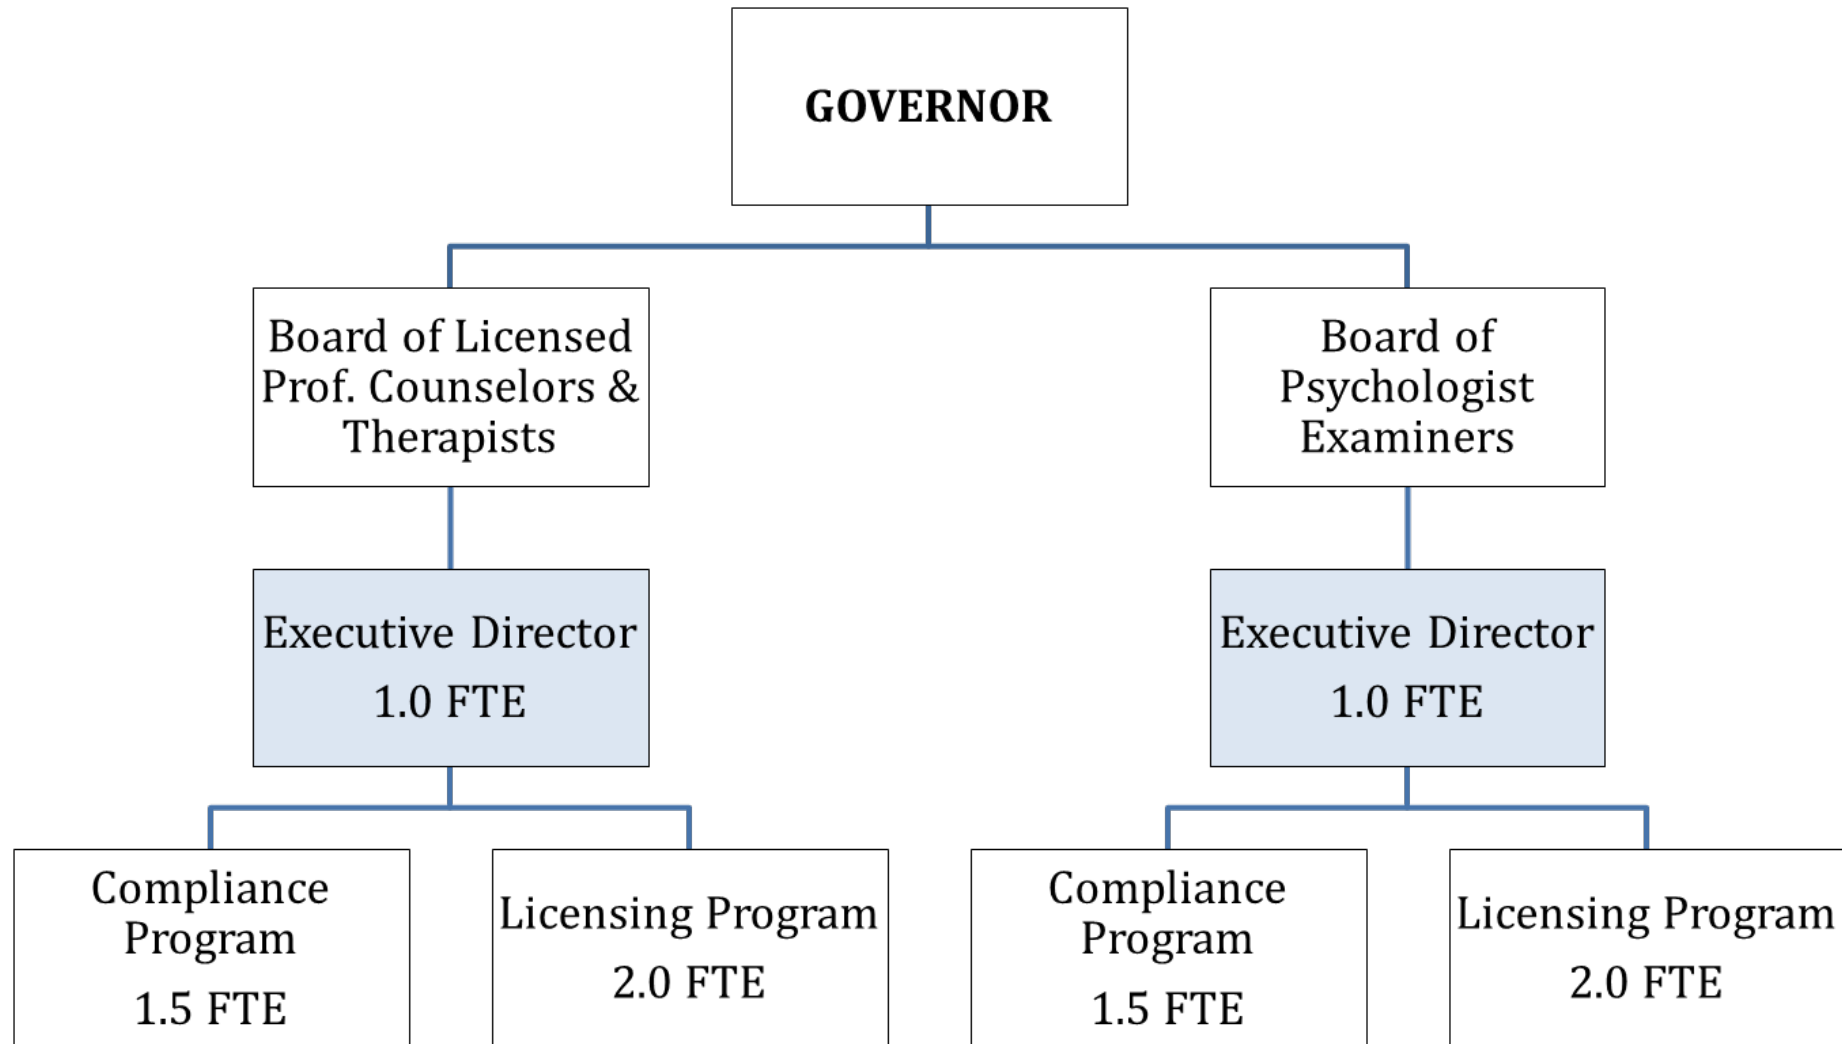 GOVERNOR
Board of Licensed
Prof. Counselors &
Therapists
Board of
Psychologist
Examiners
Executive Director
1.0 FTE
Executive Director
1.0 FTE
Compliance
Program
1.5 FTE
Licensing Program
2.0 FTE
Compliance
Program
1.5 FTE
Licensing Program
2.0 FTE